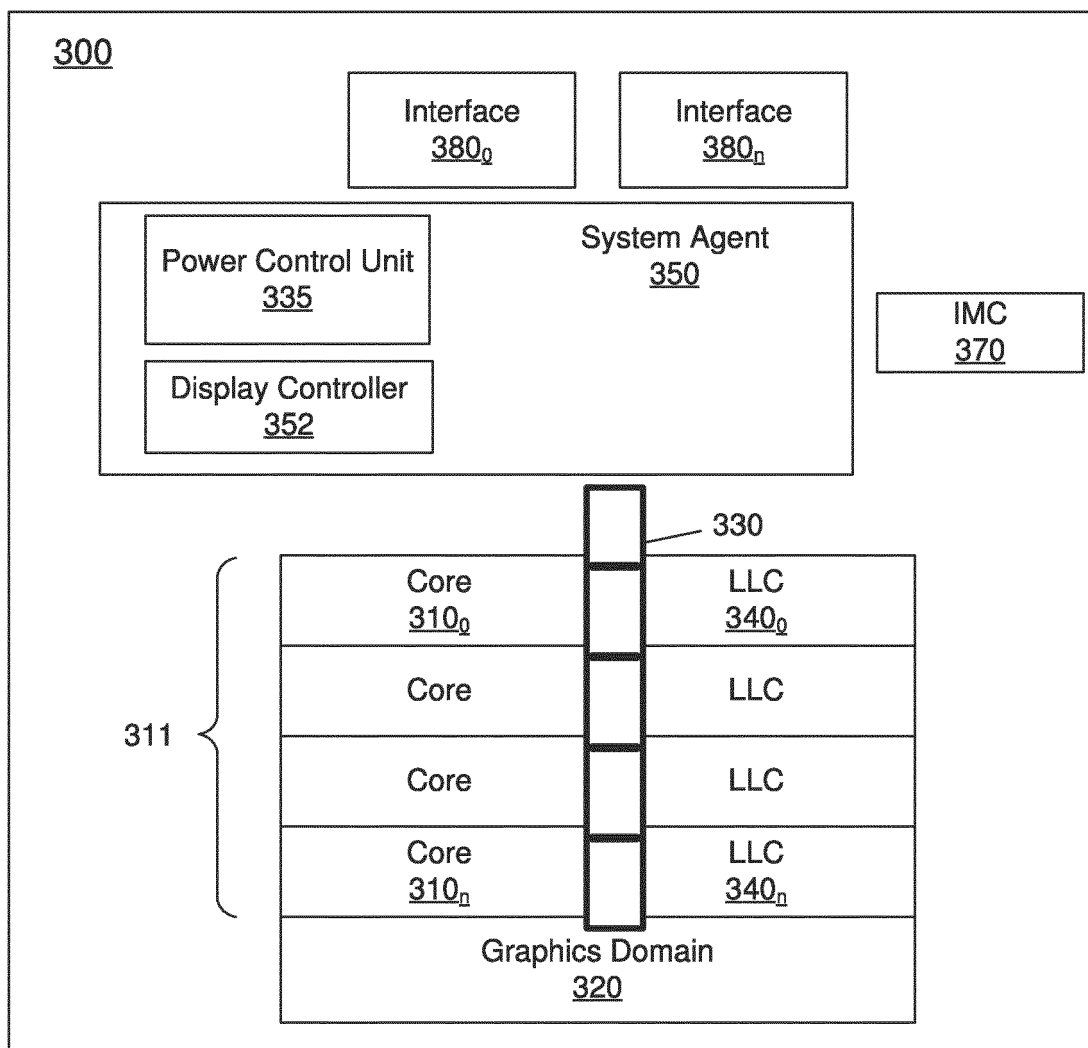 300
Interface
380₀
Interface
380ₙ
Power Control Unit
335
System Agent
350
Display Controller
352
IMC
370
330
311
Core
310₀
LLC
340₀
Core
LLC
Core
LLC
Core
310ₙ
LLC
340ₙ
Graphics Domain
320